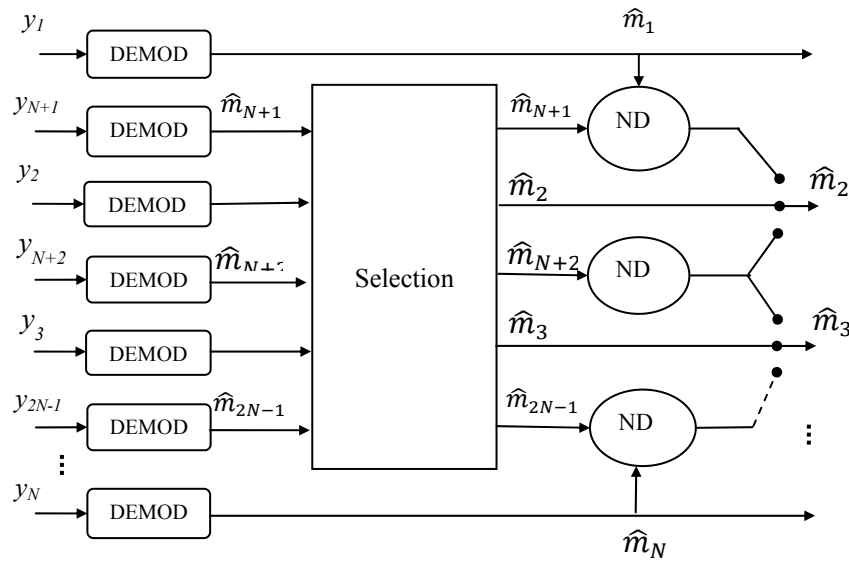 y1 DEMOD m̂1
yN+1 DEMOD m̂N+1 m̂N+1 ND
y2 DEMOD m̂2 m̂2
yN+2 DEMOD m̂N+2 Selection m̂N+2 ND
y3 DEMOD m̂3 m̂3
y2N-1 DEMOD m̂2N−1 m̂2N−1 ND
⋮ ⋮
yN DEMOD m̂N